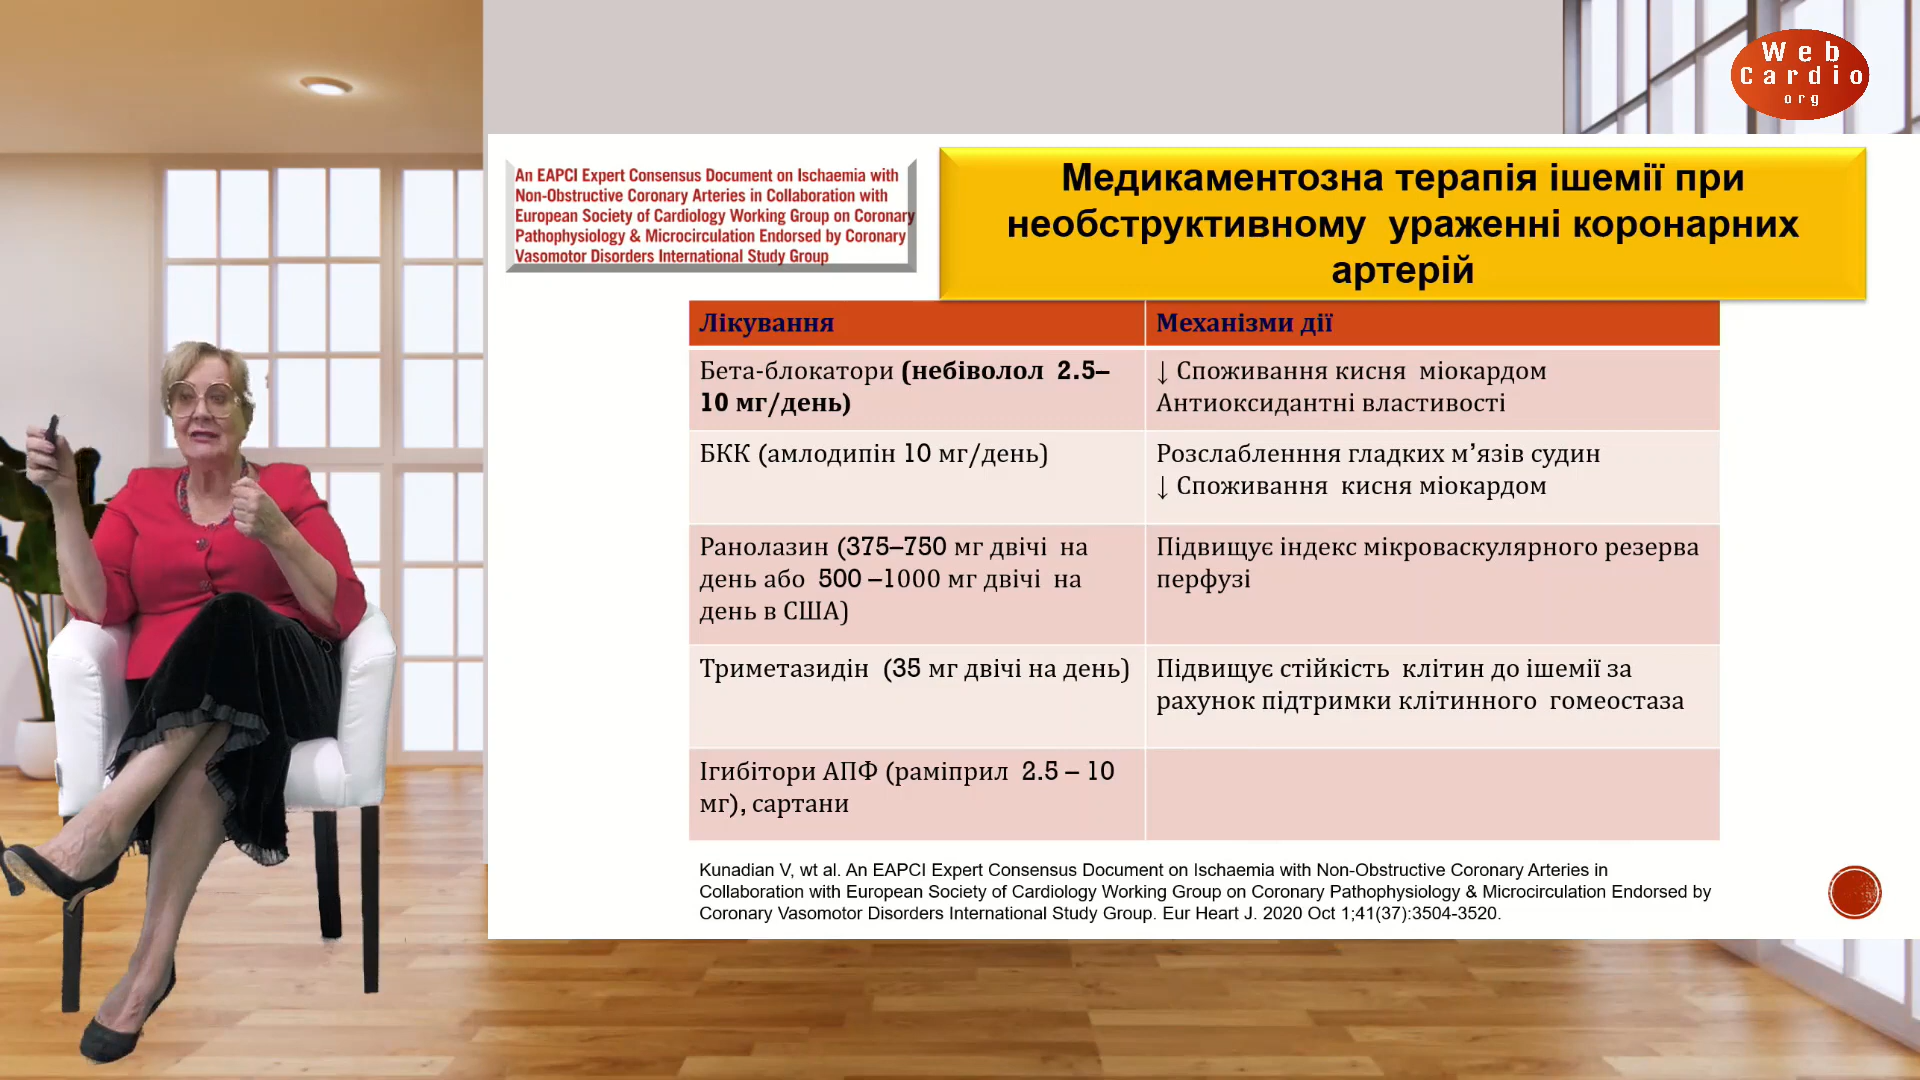 Web
Cardio
org
An EAPCI Expert Consensus Document on Ischaemia with
Non-Obstructive Coronary Arteries in Collaboration with
European Society of Cardiology Working Group on Coronary
Pathophysiology & Microcirculation Endorsed by Coronary
Vasomotor Disorders International Study Group
Медикаментозна терапія ішемії при
необструктивному ураженні коронарних
артерій
Лікування
Механізми дії
Бета-блокатори (небіволол 2.5–
10 мг/день)
↓ Споживання кисня міокардом
Антиоксидантні властивості
БКК (амлодипін 10 мг/день)
Розслабленння гладких м’язів судин
↓ Споживання кисня міокардом
Ранолазин (375–750 мг двічі на
день або 500 –1000 мг двічі на
день в США)
Підвищує індекс мікроваскулярного резерва
перфузі
Триметазидін (35 мг двічі на день)
Підвищує стійкість клітин до ішемії за
рахунок підтримки клітинного гомеостаза
Ігибітори АПФ (раміприл 2.5 – 10
мг), сартани
Kunadian V, wt al. An EAPCI Expert Consensus Document on Ischaemia with Non-Obstructive Coronary Arteries in
Collaboration with European Society of Cardiology Working Group on Coronary Pathophysiology & Microcirculation Endorsed by
Coronary Vasomotor Disorders International Study Group. Eur Heart J. 2020 Oct 1;41(37):3504-3520.